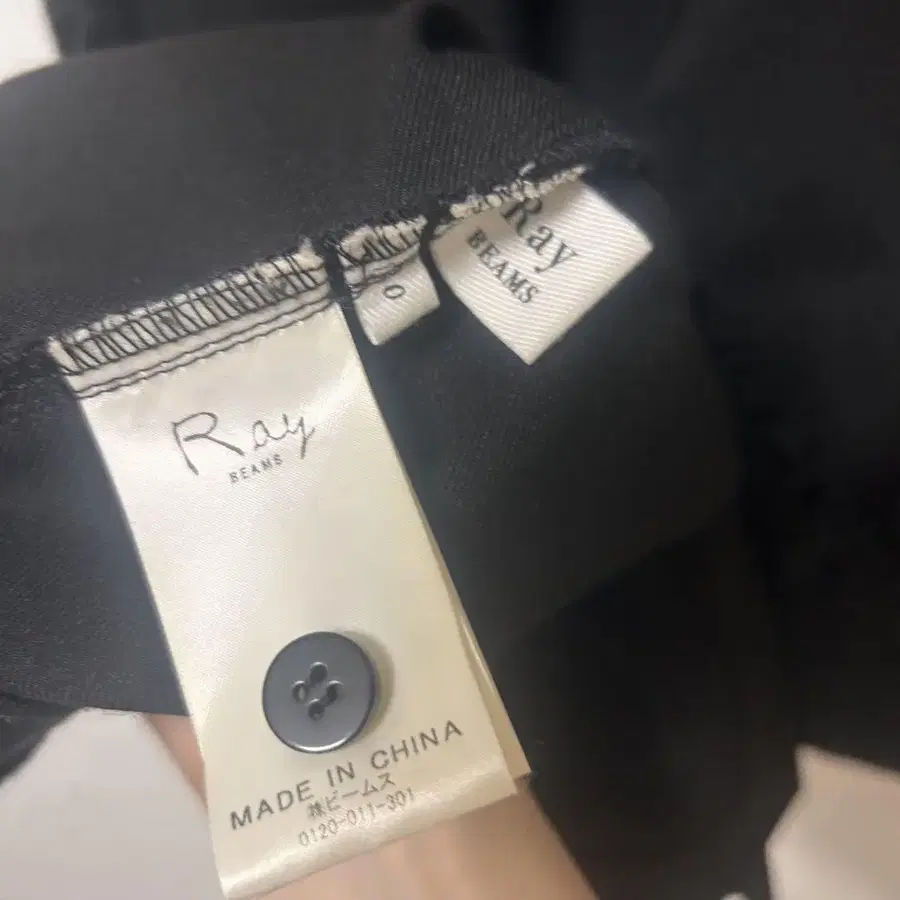 Ray
BEAMS
0
Ray
BEAMS
MADE IN CHINA
㈱ビームス
0120-011-301